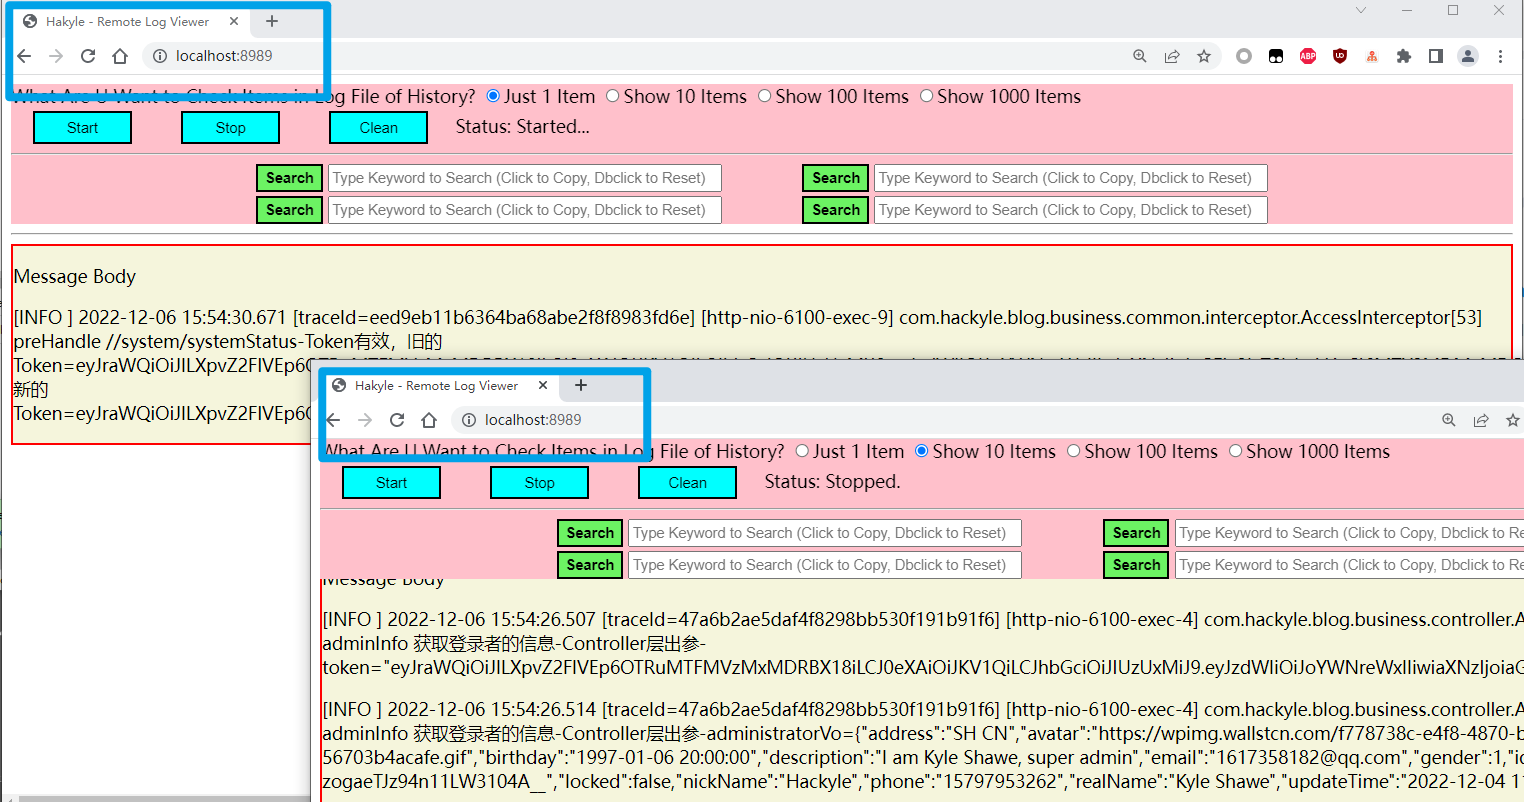 Hakyle - Remote Log Viewer
localhost:8989
What Are U Want to Check Items in Log File of History? Just 1 Item Show 10 Items Show 100 Items Show 1000 Items
Start Stop Clean Status: Started...
Search Type Keyword to Search (Click to Copy, Dbclick to Reset) Search Type Keyword to Search (Click to Copy, Dbclick to Reset)
Search Type Keyword to Search (Click to Copy, Dbclick to Reset) Search Type Keyword to Search (Click to Copy, Dbclick to Reset)
Message Body
[INFO ] 2022-12-06 15:54:30.671 [traceId=eed9eb11b6364ba68abe2f8f8983fd6e] [http-nio-6100-exec-9] com.hackyle.blog.business.common.interceptor.AccessInterceptor[53]
preHandle //system/systemStatus-Token有效，旧的
Token=eyJraWQiOiJILXpvZ2FlVEp6
新的
Token=eyJraWQiOiJILXpvZ2FlVEp6
Hakyle - Remote Log Viewer
localhost:8989
What Are U Want to Check Items in Log File of History? Just 1 Item Show 10 Items Show 100 Items Show 1000 Items
Start Stop Clean Status: Stopped.
Search Type Keyword to Search (Click to Copy, Dbclick to Reset) Search Type Keyword to Search (Click to Copy, Dbclick to Re
Search Type Keyword to Search (Click to Copy, Dbclick to Reset) Search Type Keyword to Search (Click to Copy, Dbclick to Re
Message Body
[INFO ] 2022-12-06 15:54:26.507 [traceId=47a6b2ae5daf4f8298bb530f191b91f6] [http-nio-6100-exec-4] com.hackyle.blog.business.controller.A
adminInfo 获取登录者的信息-Controller层出参-
token="eyJraWQiOiJILXpvZ2FlVEp6OTRuMTFMVzMxMDRBX18iLCJ0eXAiOiJKV1QiLCJhbGciOiJIUzUxMiJ9.eyJzdWIiOiJoYWNreWxlIiwiaXNzIjoiaG
[INFO ] 2022-12-06 15:54:26.514 [traceId=47a6b2ae5daf4f8298bb530f191b91f6] [http-nio-6100-exec-4] com.hackyle.blog.business.controller.A
adminInfo 获取登录者的信息-Controller层出参-administratorVo={"address":"SH CN","avatar":"https://wpimg.wallstcn.com/f778738c-e4f8-4870-b
56703b4acafe.gif","birthday":"1997-01-06 20:00:00","description":"I am Kyle Shawe, super admin","email":"1617358182@qq.com","gender":1,"ic
zogaeTJz94n11LW3104A__","locked":false,"nickName":"Hackyle","phone":"15797953262","realName":"Kyle Shawe","updateTime":"2022-12-04 1